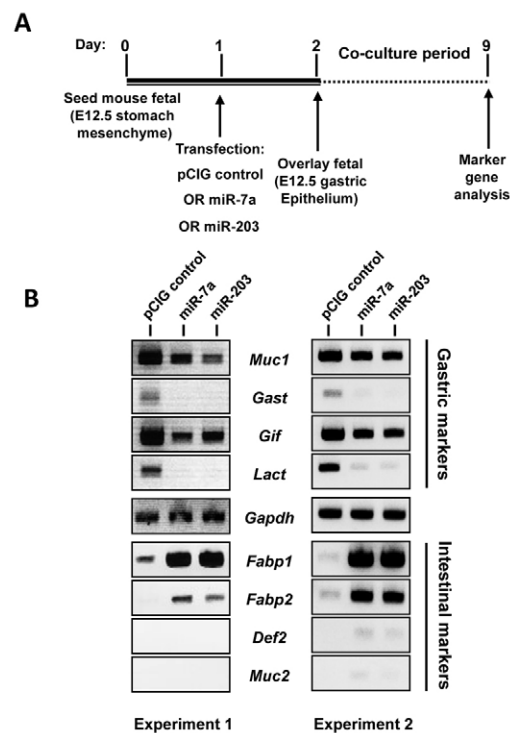 A
Day: 0 1 2 Co-culture period 9
Seed mouse fetal
(E12.5 stomach
mesenchyme)
Transfection:
pCIG control
OR miR-7a
OR miR-203
Overlay fetal
(E12.5 gastric
Epithelium)
Marker
gene
analysis
B
pCIG control
miR-7a
miR-203
pCIG control
miR-7a
miR-203
Muc1
Gast
Gif
Lact
Gapdh
Fabp1
Fabp2
Def2
Muc2
Gastric markers
Intestinal markers
Experiment 1
Experiment 2